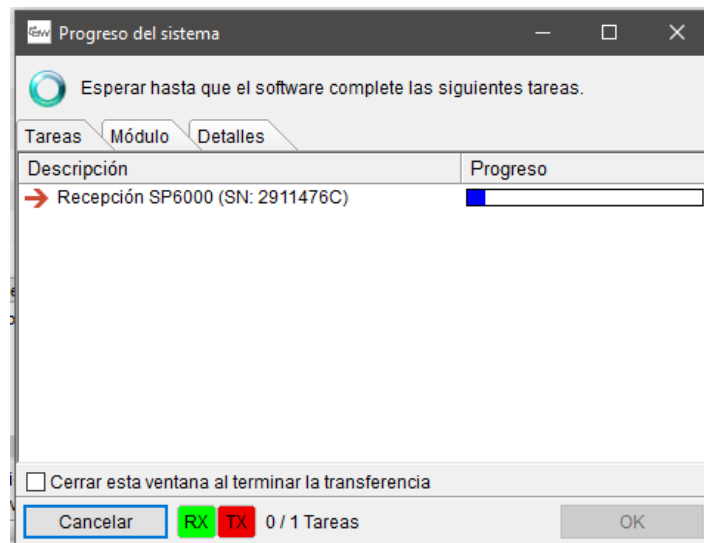 Progreso del sistema
Esperar hasta que el software complete las siguientes tareas.
Tareas Módulo Detalles
Descripción Progreso
Recepción SP6000 (SN: 2911476C)
Cerrar esta ventana al terminar la transferencia
Cancelar RX TX 0 / 1 Tareas OK